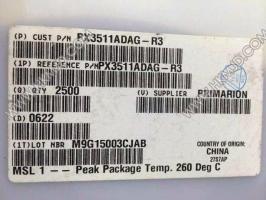 (P) CUST P/N PX3511ADAG-R3
(1P) REFERENCE P/N PX3511ADAG-R3
(Q) QTY 2500 (V) SUPPLIER PRIMARION
(D) 0622
(1T) LOT NBR M9G15003CJAB COUNTRY OF ORIGIN:
CHINA
2767AP
MSL 1 -- Peak Package Temp. 260 Deg C